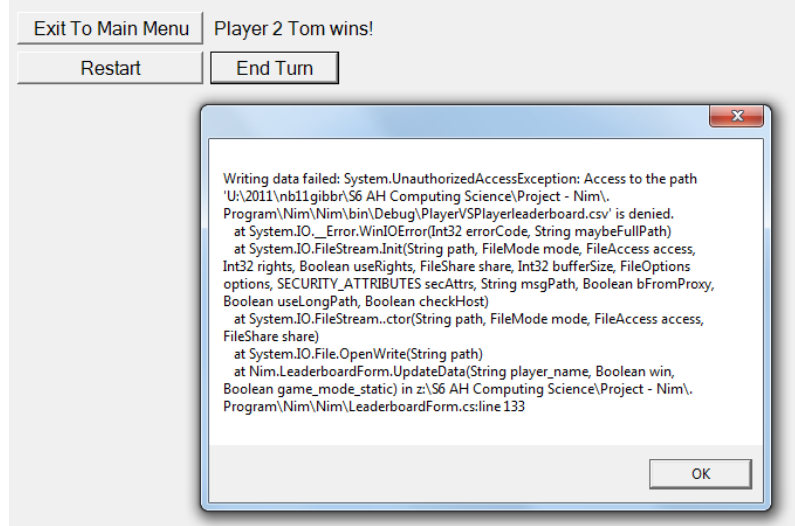 Exit To Main Menu Player 2 Tom wins!
Restart End Turn
Writing data failed: System.UnauthorizedAccessException: Access to the path
'U:\2011\nb11gibbr\S6 AH Computing Science\Project - Nim\.
Program\Nim\Nim\bin\Debug\PlayerVSPlayerleaderboard.csv' is denied.
at System.IO.__Error.WinIOError(Int32 errorCode, String maybeFullPath)
at System.IO.FileStream.Init(String path, FileMode mode, FileAccess access,
Int32 rights, Boolean useRights, FileShare share, Int32 bufferSize, FileOptions
options, SECURITY_ATTRIBUTES secAttrs, String msgPath, Boolean bFromProxy,
Boolean useLongPath, Boolean checkHost)
at System.IO.FileStream..ctor(String path, FileMode mode, FileAccess access,
FileShare share)
at System.IO.File.OpenWrite(String path)
at Nim.LeaderboardForm.UpdateData(String player_name, Boolean win,
Boolean game_mode_static) in z:\S6 AH Computing Science\Project - Nim\.
Program\Nim\Nim\LeaderboardForm.cs:line 133
OK